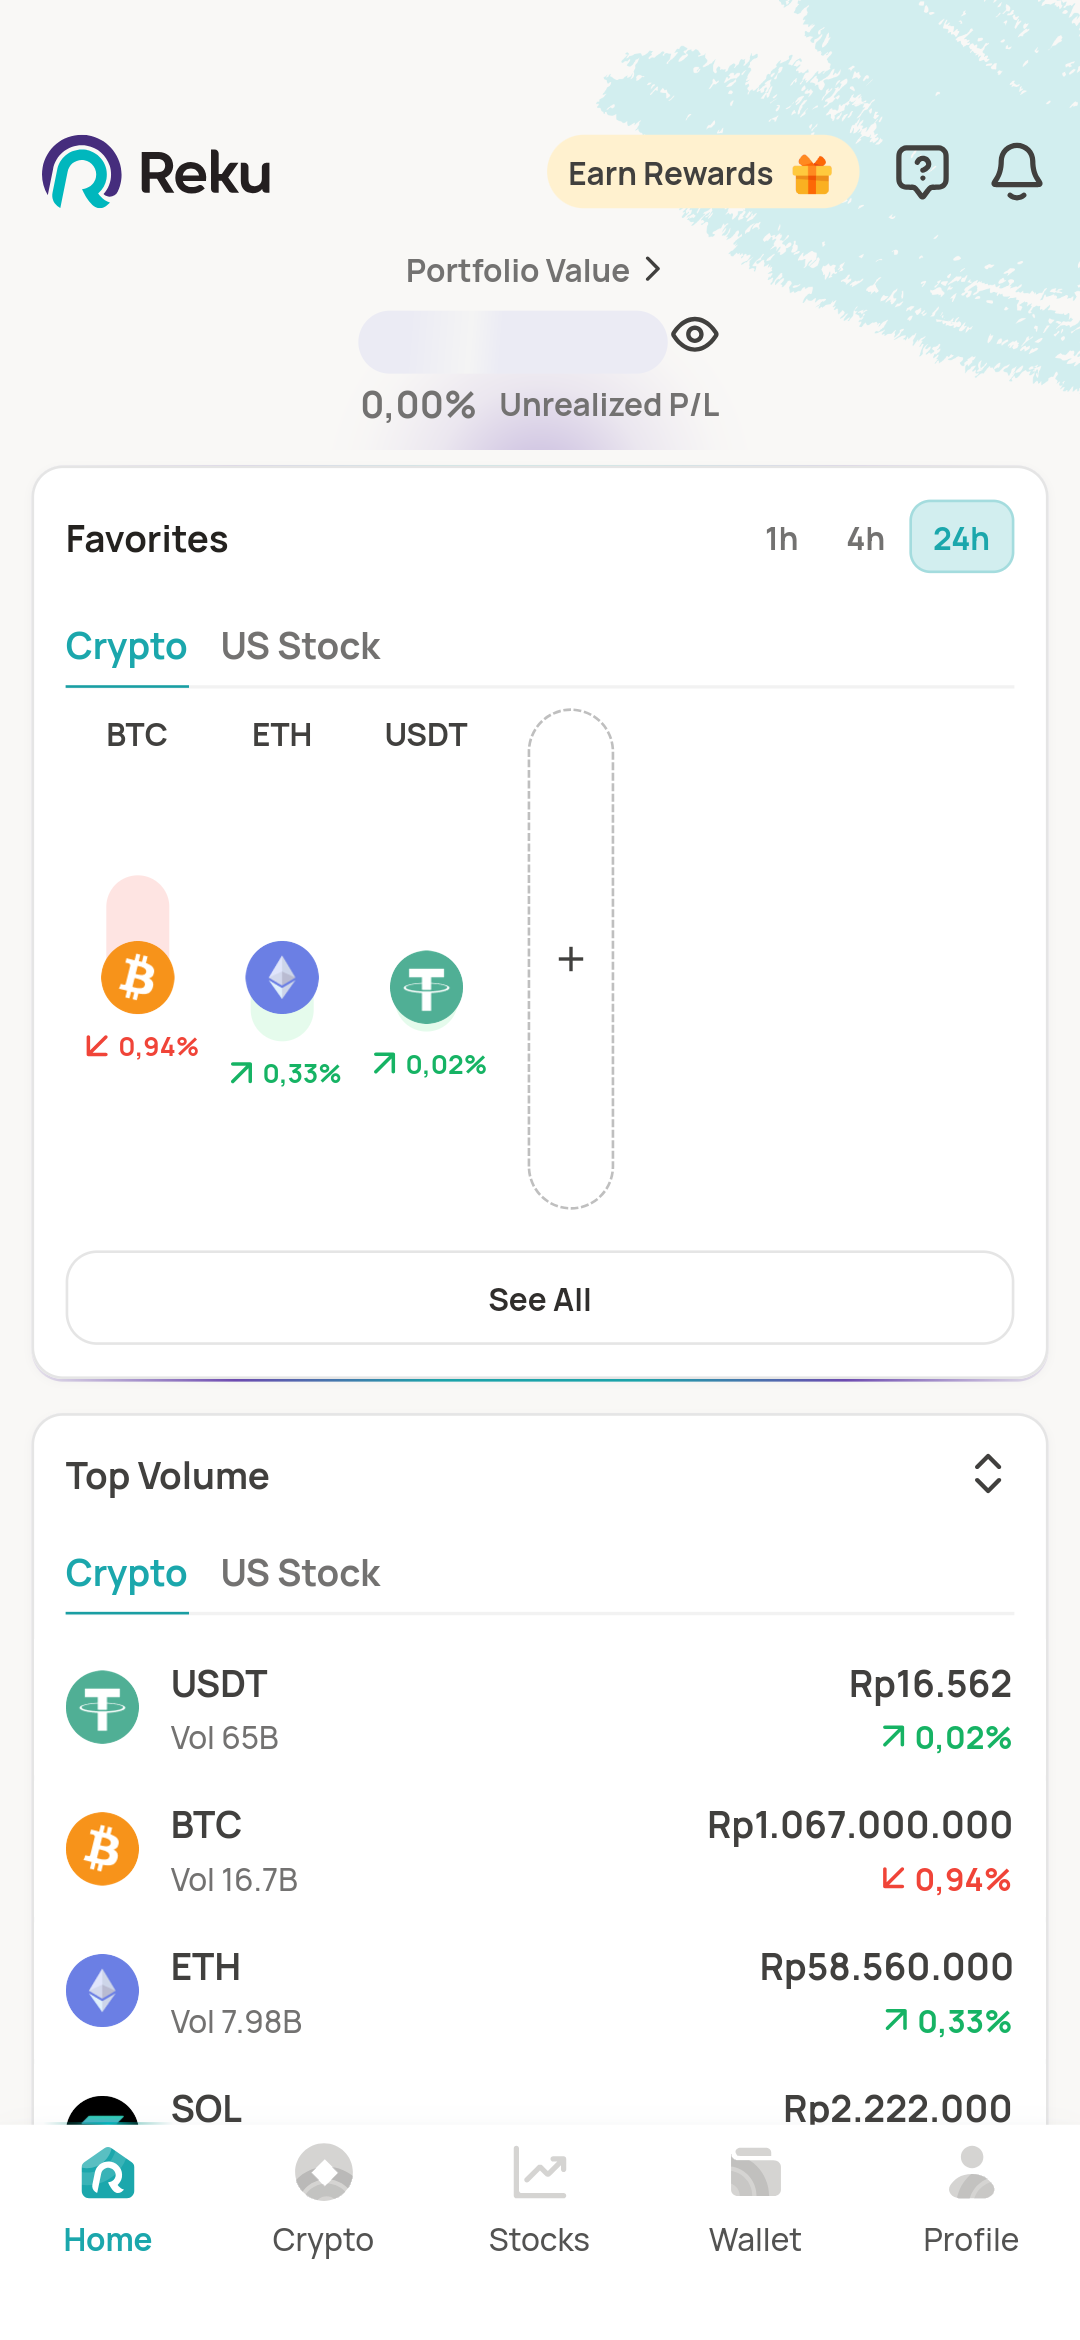 Reku
Earn Rewards
Portfolio Value
0,00% Unrealized P/L
Favorites
1h 4h 24h
Crypto US Stock
BTC ETH USDT
0,94%
0,33%
0,02%
+
See All
Top Volume
Crypto US Stock
USDT Rp16.562
Vol 65B 0,02%
BTC Rp1.067.000.000
Vol 16.7B 0,94%
ETH Rp58.560.000
Vol 7.98B 0,33%
SOL Rp2.222.000
Home Crypto Stocks Wallet Profile